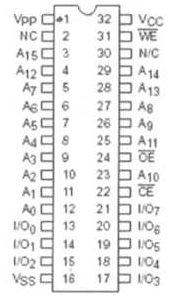 Vpp 1 32 VCC
NC 2 31 WE
A15 3 30 N/C
A12 4 29 A14
A7 5 28 A13
A6 6 27 A8
A5 7 26 A9
A4 8 25 A11
A3 9 24 OE
A2 10 23 A10
A1 11 22 CE
A0 12 21 I/O7
I/O0 13 20 I/O6
I/O1 14 19 I/O5
I/O2 15 18 I/O4
VSS 16 17 I/O3